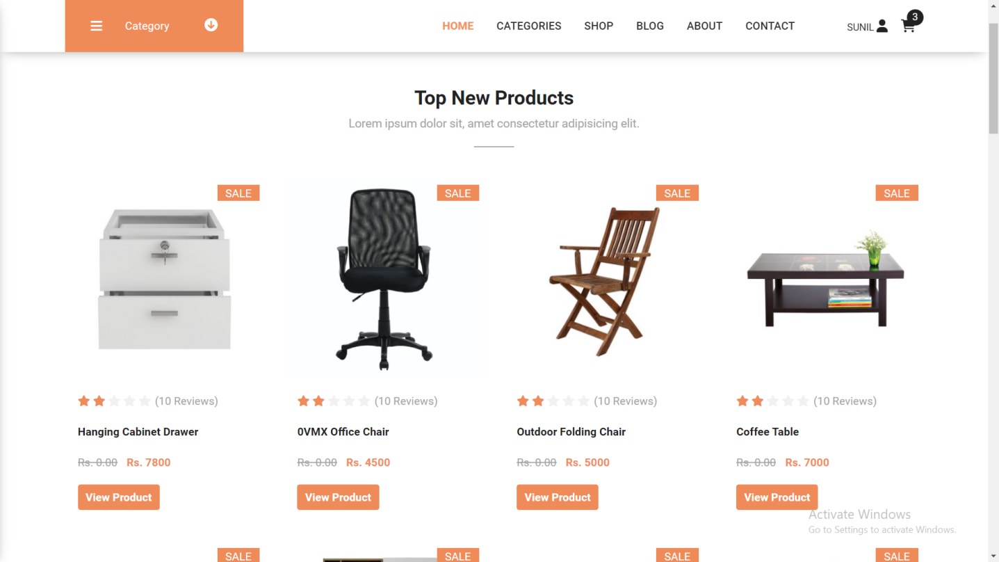 Category
HOME CATEGORIES SHOP BLOG ABOUT CONTACT
SUNIL
3
Top New Products
Lorem ipsum dolor sit, amet consectetur adipisicing elit.
SALE SALE SALE SALE
(10 Reviews) (10 Reviews) (10 Reviews) (10 Reviews)
Hanging Cabinet Drawer 0VMX Office Chair Outdoor Folding Chair Coffee Table
Rs. 0.00 Rs. 7800 Rs. 0.00 Rs. 4500 Rs. 0.00 Rs. 5000 Rs. 0.00 Rs. 7000
View Product View Product View Product View Product
Activate Windows
Go to Settings to activate Windows.
SALE SALE SALE SALE